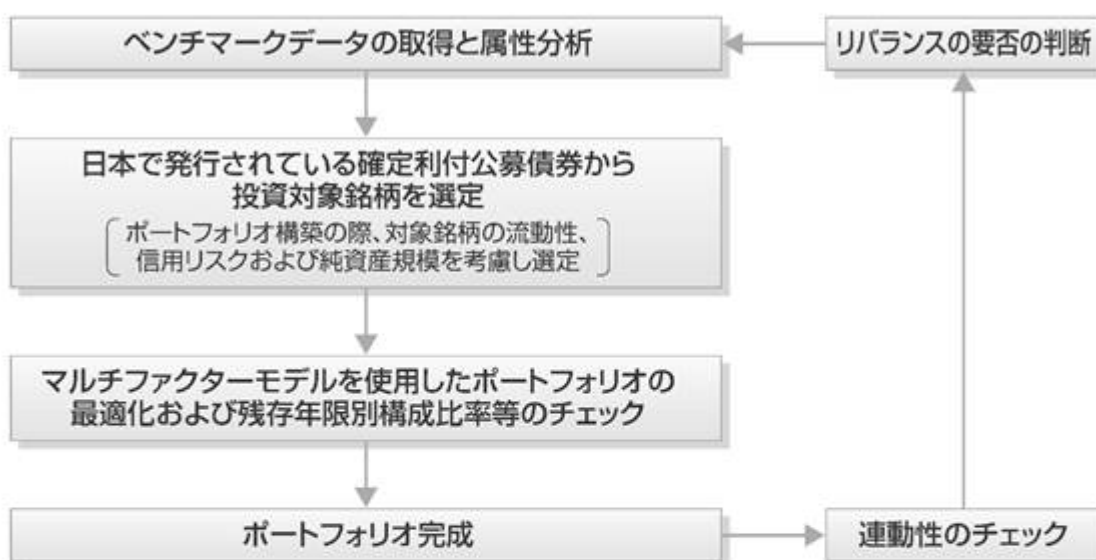 ベンチマークデータの取得と属性分析
リバランスの要否の判断
日本で発行されている確定利付公募債券から
投資対象銘柄を選定
ポートフォリオ構築の際、対象銘柄の流動性、
信用リスクおよび純資産規模を考慮し選定
マルチファクターモデルを使用したポートフォリオの
最適化および残存年限別構成比率等のチェック
ポートフォリオ完成
連動性のチェック